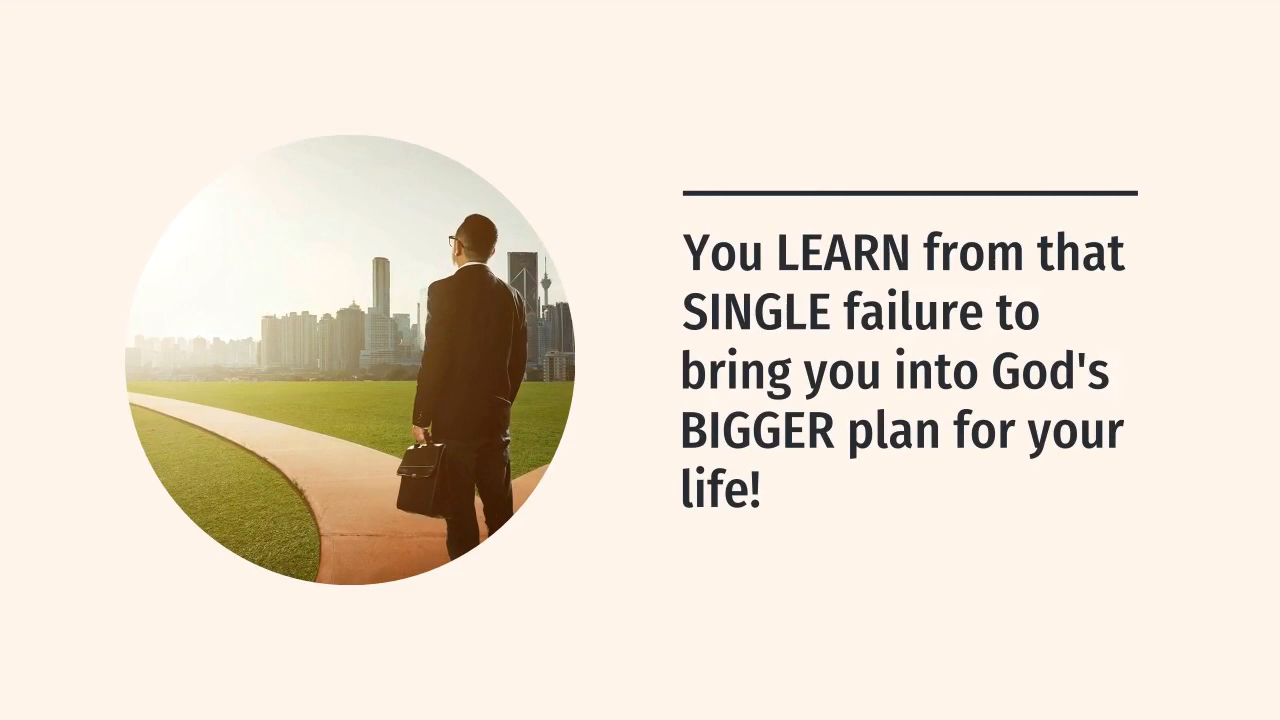 You LEARN from that
SINGLE failure to
bring you into God's
BIGGER plan for your
life!